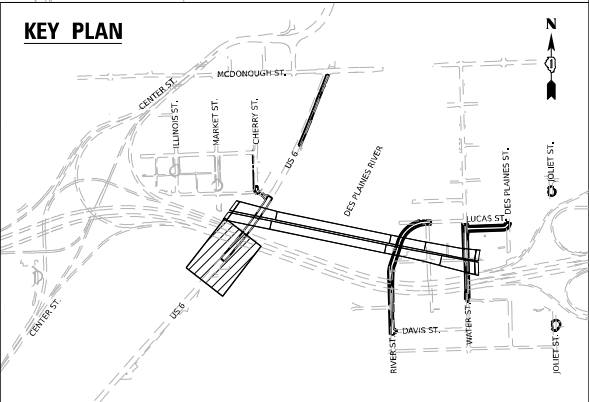 KEY PLAN
N
MCDONOUGH ST.
CENTER ST.
ILLINOIS ST.
MARKET ST.
CHERRY ST.
US 6
DES PLAINES RIVER
DES PLAINES ST.
JOLIET ST.
LUCAS ST.
US 6
CENTER ST.
RIVER ST.
DAVIS ST.
WATER ST.
JOLIET ST.